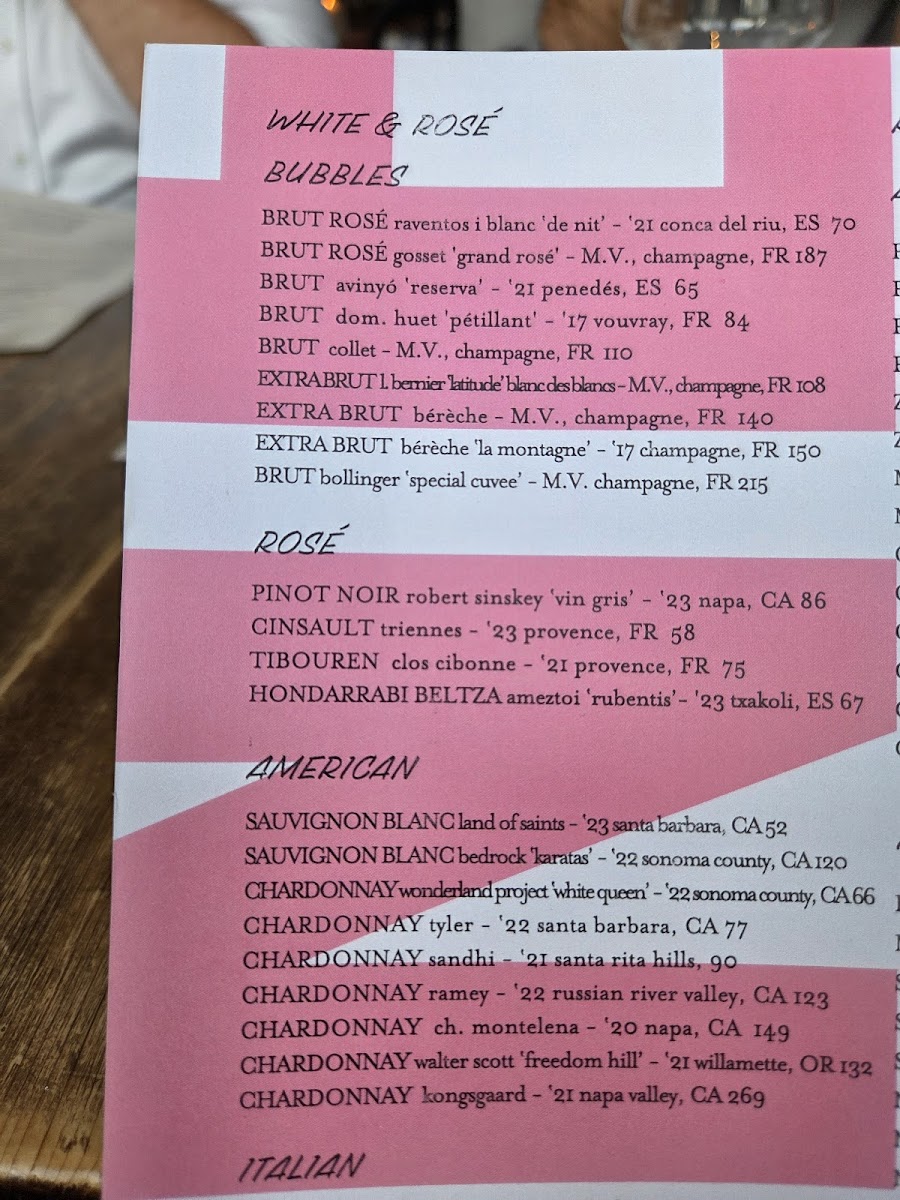 WHITE & ROSÉ
BUBBLES
BRUT ROSÉ raventos i blanc 'de nit' - '21 conca del riu, ES 70
BRUT ROSÉ gosset 'grand rosé' - M.V., champagne, FR 187
BRUT avinyó 'reserva' - '21 penedés, ES 65
BRUT dom. huet 'pétillant' - '17 vouvray, FR 84
BRUT collet - M.V., champagne, FR 110
EXTRA BRUT l. bernier 'latitude' blanc des blancs - M.V., champagne, FR 108
EXTRA BRUT bérèche - M.V., champagne, FR 140
EXTRA BRUT bérèche 'la montagne' - '17 champagne, FR 150
BRUT bollinger 'special cuvee' - M.V. champagne, FR 215
ROSÉ
PINOT NOIR robert sinskey 'vin gris' - '23 napa, CA 86
CINSAULT triennes - '23 provence, FR 58
TIBOUREN clos cibonne - '21 provence, FR 75
HONDARRABI BELTZA ameztoi 'rubentis' - '23 txakoli, ES 67
AMERICAN
SAUVIGNON BLANC land of saints - '23 santa barbara, CA 52
SAUVIGNON BLANC bedrock 'karatas' - '22 sonoma county, CA 120
CHARDONNAY wonderland project 'white queen' - '22 sonoma county, CA 66
CHARDONNAY tyler - '22 santa barbara, CA 77
CHARDONNAY sandhi - '21 santa rita hills, 90
CHARDONNAY ramey - '22 russian river valley, CA 123
CHARDONNAY ch. montelena - '20 napa, CA 149
CHARDONNAY walter scott 'freedom hill' - '21 willamette, OR 132
CHARDONNAY kongsgaard - '21 napa valley, CA 269
ITALIAN